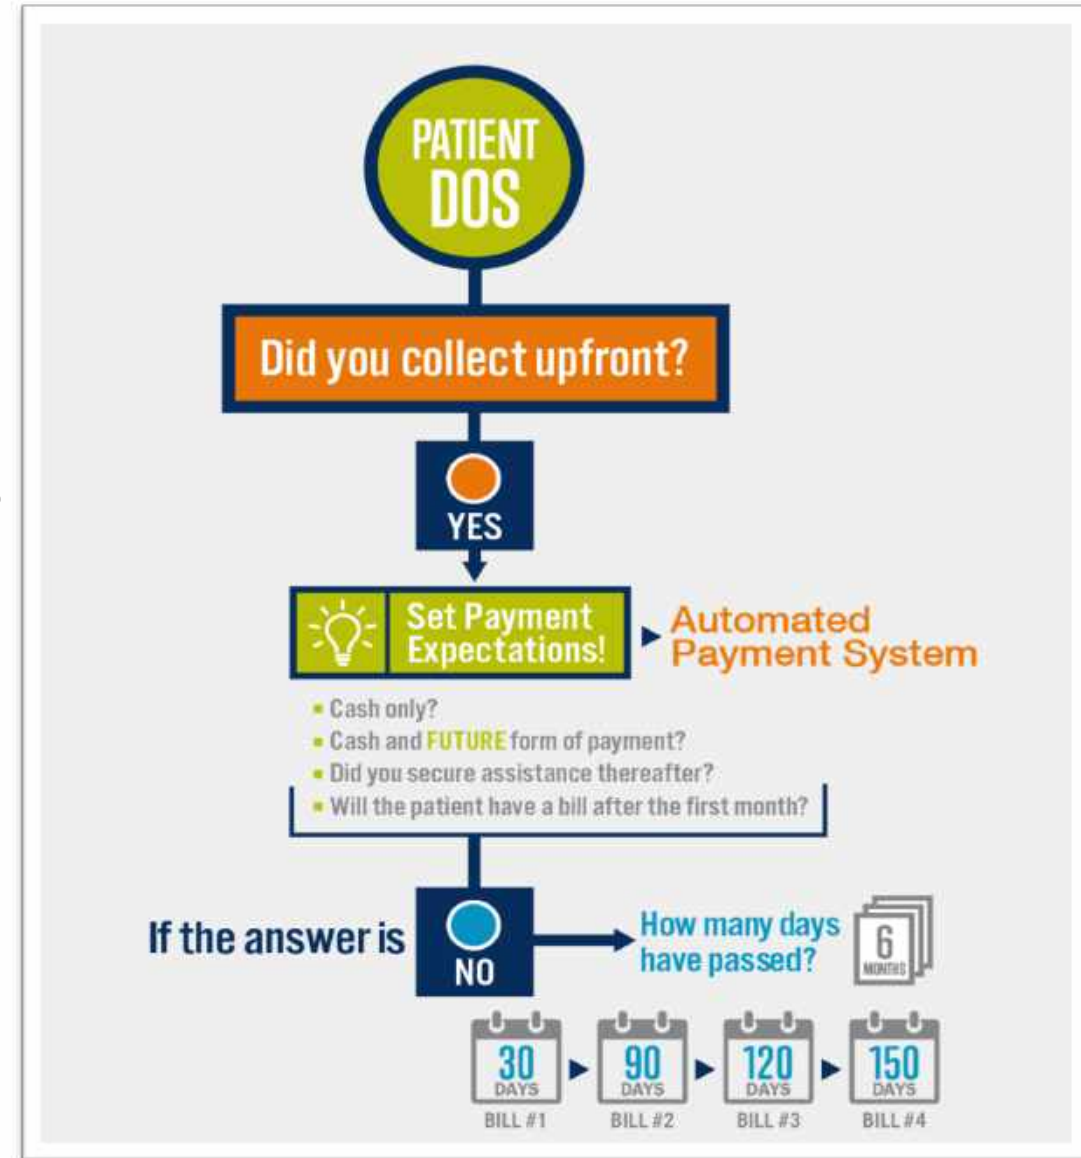 PATIENT
DOS
Did you collect upfront?
YES
Set Payment
Expectations!
Automated
Payment System
Cash only?
Cash and FUTURE form of payment?
Did you secure assistance thereafter?
Will the patient have a bill after the first month?
If the answer is
NO
How many days
have passed?
6
MONTHS
30
DAYS
BILL #1
90
DAYS
BILL #2
120
DAYS
BILL #3
150
DAYS
BILL #4